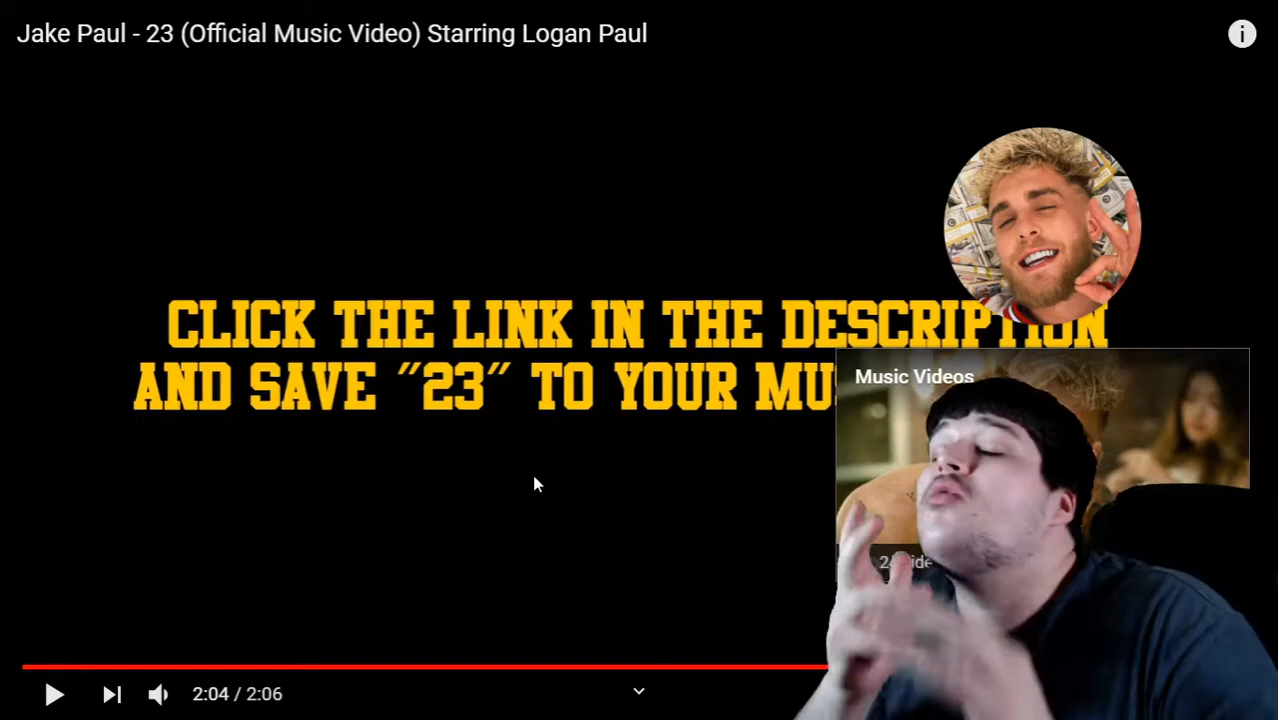 Jake Paul - 23 (Official Music Video) Starring Logan Paul
CLICK THE LINK IN THE DESCRIPTION
AND SAVE "23" TO YOUR
Music Videos
2:04 / 2:06